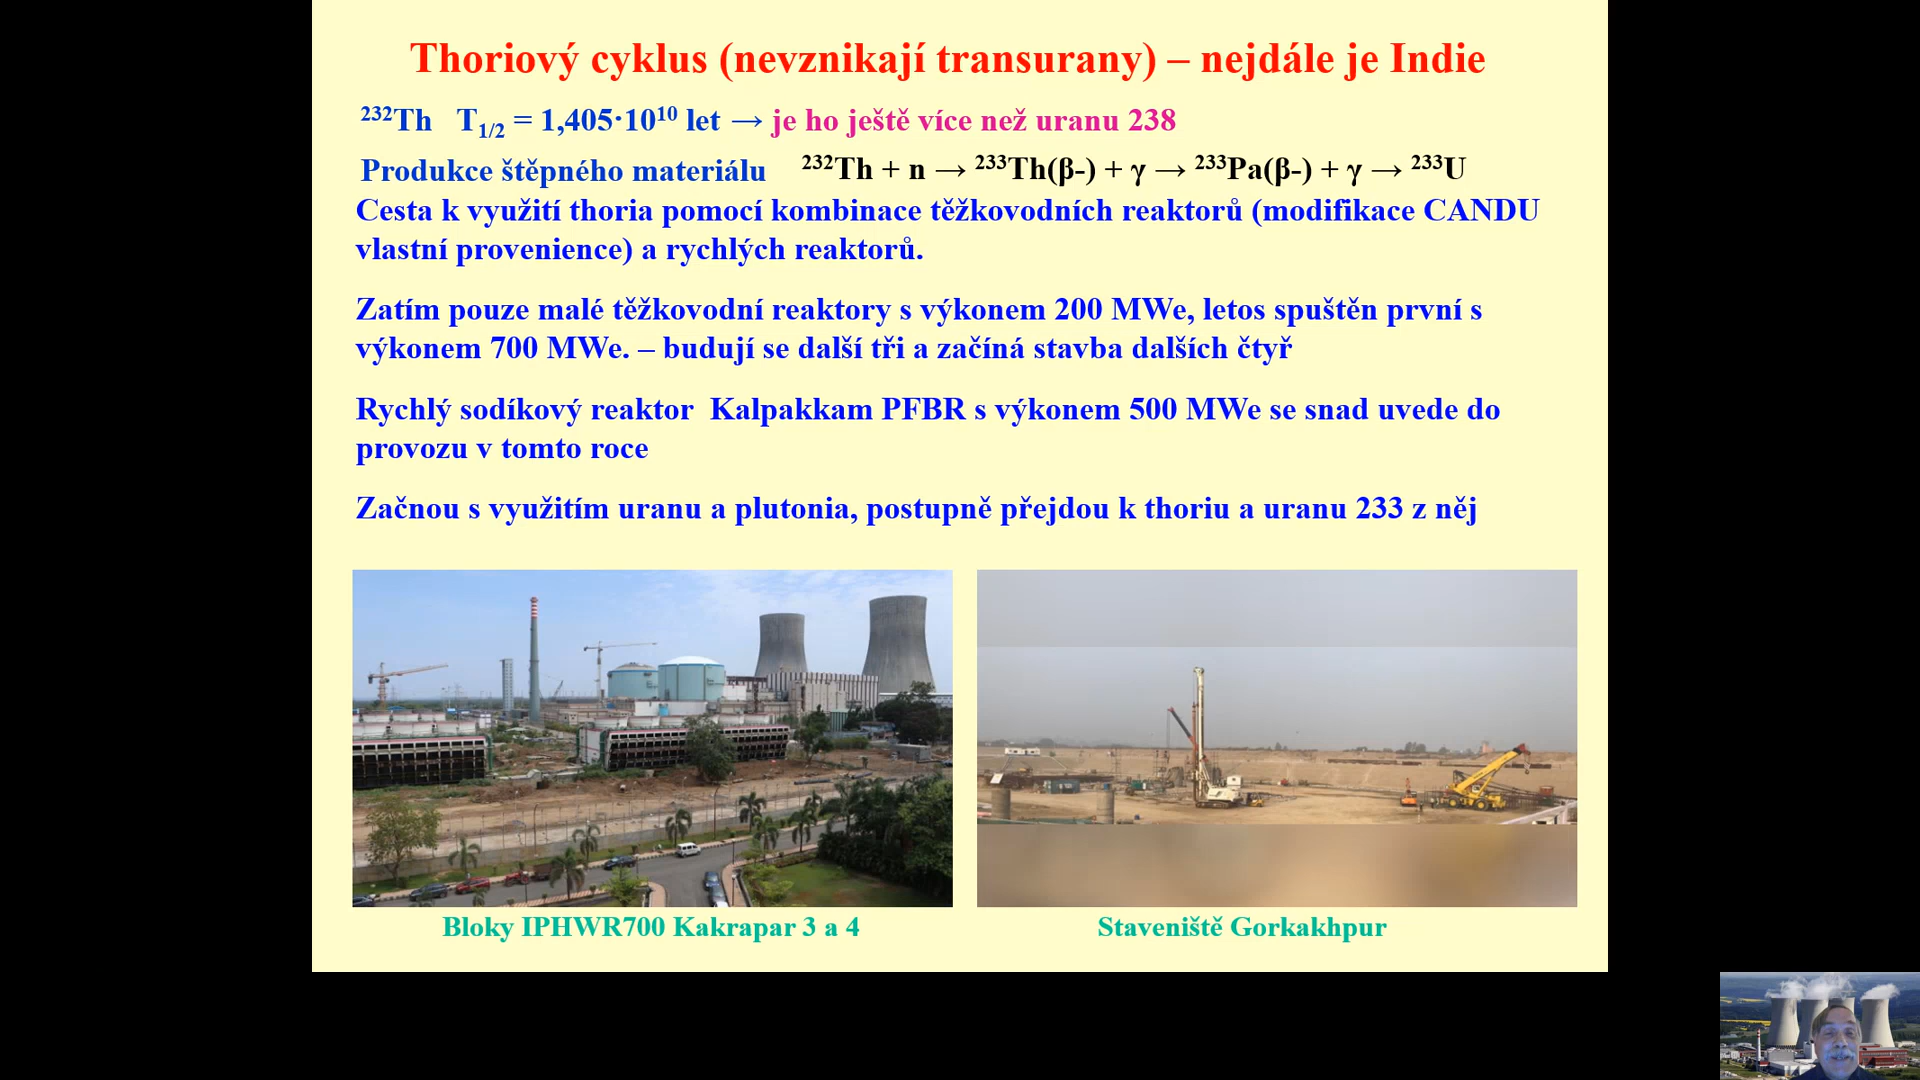 Thoriový cyklus (nevznikají transurany) – nejdále je Indie
²³²Th T₁/₂ = 1,405·10¹⁰ let → je ho ještě více než uranu 238
Produkce štěpného materiálu ²³²Th + n → ²³³Th(β-) + γ → ²³³Pa(β-) + γ → ²³³U
Cesta k využití thoria pomocí kombinace těžkovodních reaktorů (modifikace CANDU
vlastní provenience) a rychlých reaktorů.
Zatím pouze malé těžkovodní reaktory s výkonem 200 MWe, letos spuštěn první s
výkonem 700 MWe. – budují se další tři a začíná stavba dalších čtyř
Rychlý sodíkový reaktor Kalpakkam PFBR s výkonem 500 MWe se snad uvede do
provozu v tomto roce
Začnou s využitím uranu a plutonia, postupně přejdou k thoriu a uranu 233 z něj
Bloky IPHWR700 Kakrapar 3 a 4
Staveniště Gorkakhpur